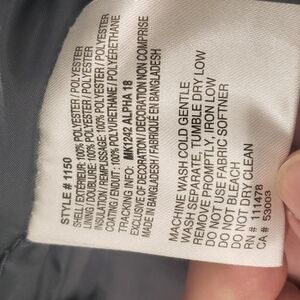 STYLE # 1150
SHELL/EXTÉRIEUR: 100% POLYESTER / POLYESTER
LINING / DOUBLURE: 100% POLYESTER / POLYESTER
INSULATION / REMPLISSAGE: 100% POLYESTER / POLYESTER
COATING / ENDUIT : 100% POLYURETHANE / POLYURETHANE
TRACKING INFO: MK1242 ALPHA 18
EXCLUSIVE OF DECORATION / DECORATION NON COMPRISE
MADE IN BANGLADESH / FABRIQUÉ EN BANGLADESH
MACHINE WASH COLD GENTLE
WASH SEPARATE, TUMBLE DRY LOW
REMOVE PROMPTLY, IRON LOW
DO NOT USE FABRIC SOFTNER
DO NOT BLEACH
DO NOT DRY CLEAN
RN # 111478
CA # 53003